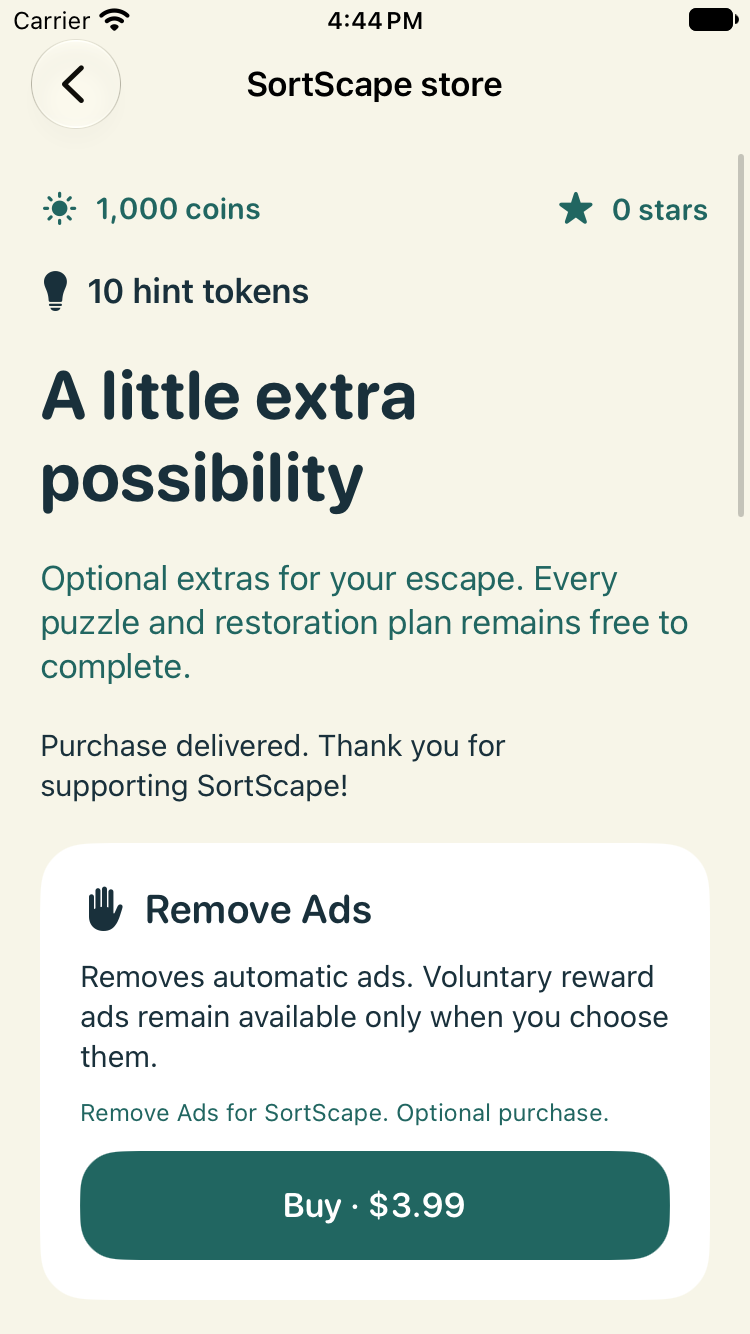 Carrier 4:44 PM
SortScape store
1,000 coins 0 stars
10 hint tokens
A little extra
possibility
Optional extras for your escape. Every
puzzle and restoration plan remains free to
complete.
Purchase delivered. Thank you for
supporting SortScape!
Remove Ads
Removes automatic ads. Voluntary reward
ads remain available only when you choose
them.
Remove Ads for SortScape. Optional purchase.
Buy · $3.99